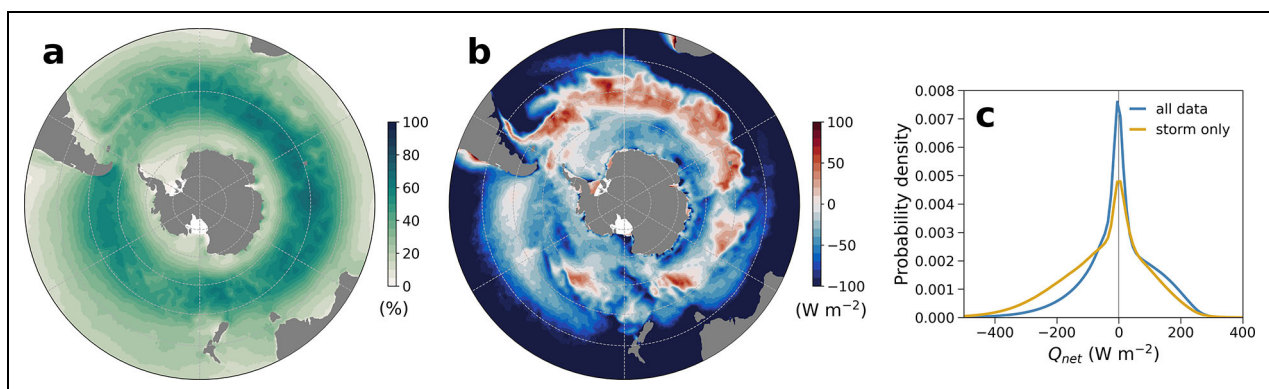 a
100
80
60
40
20
0
(%)
b
100
50
0
−50
−100
(W m−2)
c
all data
storm only
Probability density
0.008
0.007
0.006
0.005
0.004
0.003
0.002
0.001
0.000
−400 −200 0 200 400
Qnet (W m−2)